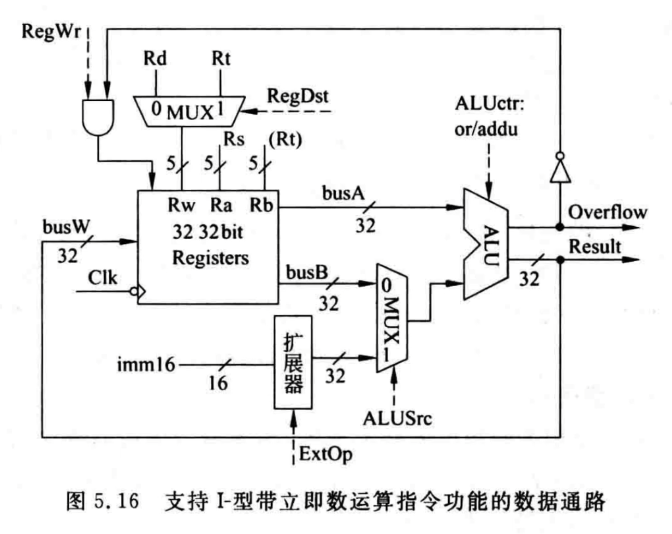 RegWr
Rd Rt
0 MUX 1
RegDst
ALUctr:
or/addu
Rs (Rt)
5 5 5
Rw Ra Rb
busA
32
Overflow
busW
32
32 32bit
Registers
ALU
Result
32
Clk
busB
32
0
MUX
1
扩展器
imm16
16
32
ALUSrc
ExtOp
图 5.16 支持 I-型带立即数运算指令功能的数据通路